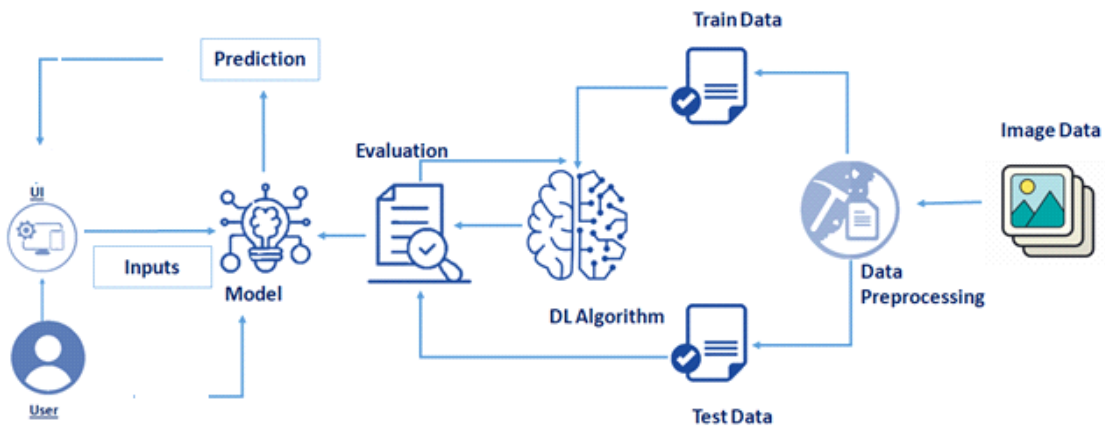 Train Data
Prediction
Image Data
Evaluation
UI
Inputs
Model
Data
Preprocessing
DL Algorithm
User
Test Data